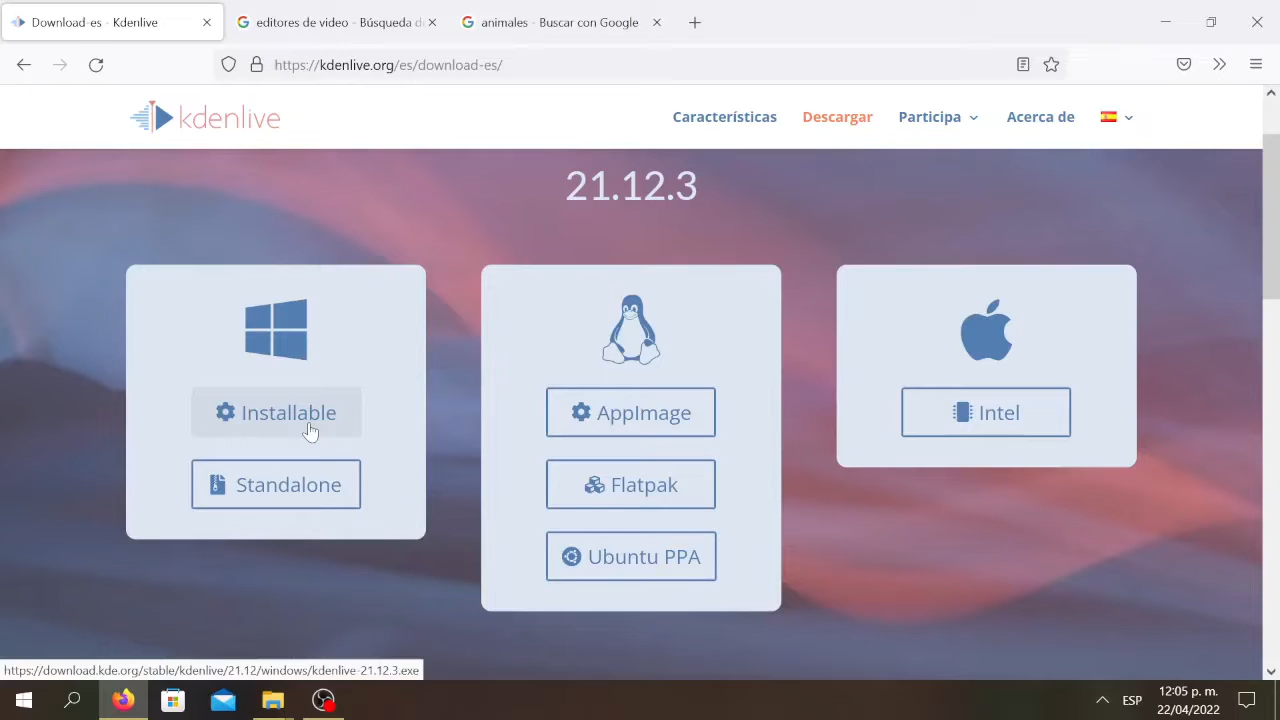 Download-es - Kdenlive
editores de video - Búsqueda d
animales - Buscar con Google
https://kdenlive.org/es/download-es/
kdenlive
Características
Descargar
Participa
Acerca de
21.12.3
Installable
Standalone
AppImage
Flatpak
Ubuntu PPA
Intel
https://download.kde.org/stable/kdenlive/21.12/windows/kdenlive-21.12.3.exe
ESP
12:05 p. m.
22/04/2022